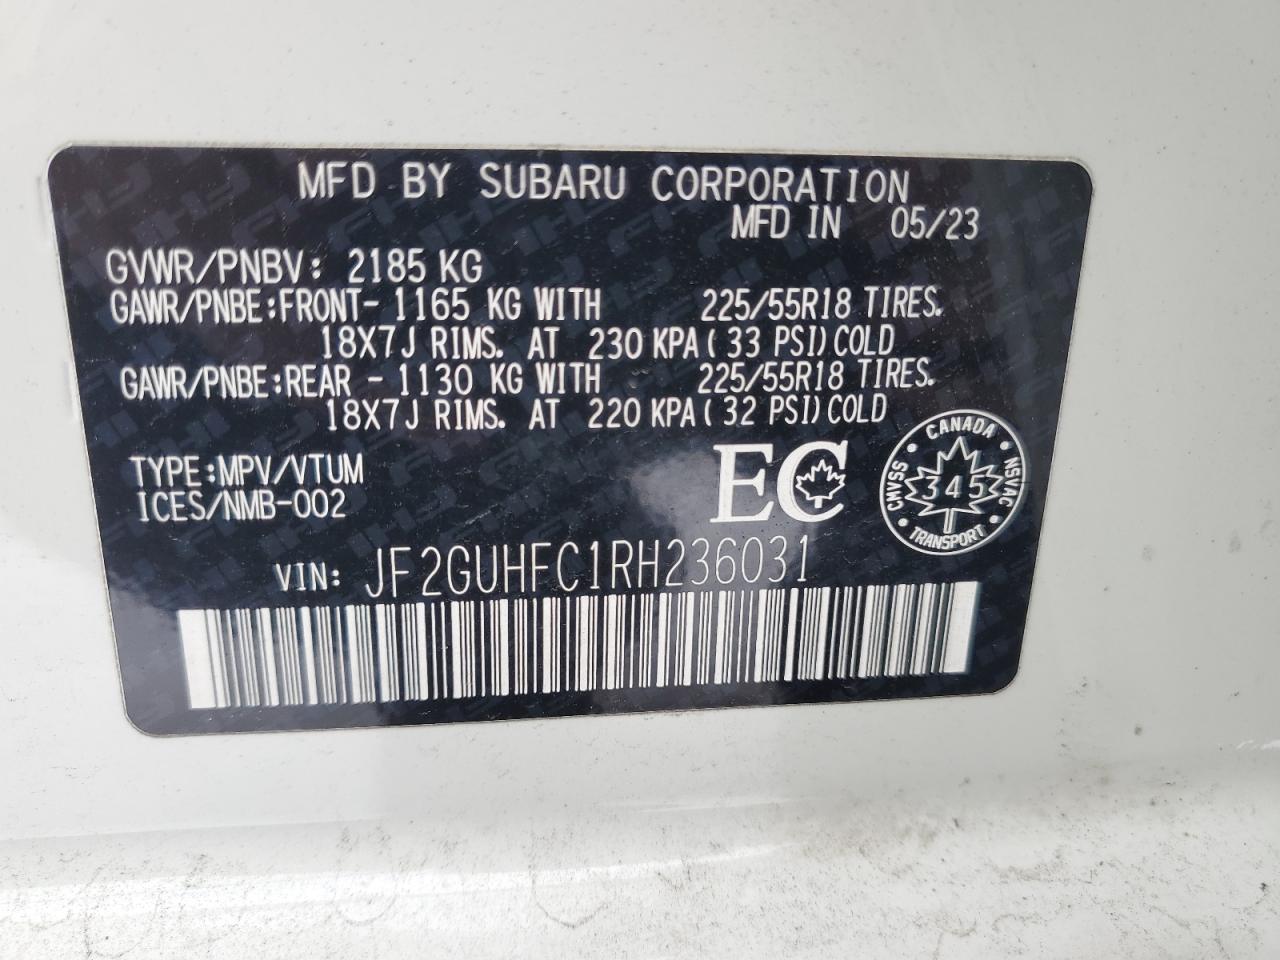 MFD BY SUBARU CORPORATION
MFD IN 05/23
GVWR/PNBV: 2185 KG
GAWR/PNBE:FRONT- 1165 KG WITH 225/55R18 TIRES.
18X7J RIMS. AT 230 KPA( 33 PSI)COLD
GAWR/PNBE:REAR - 1130 KG WITH 225/55R18 TIRES.
18X7J RIMS. AT 220 KPA( 32 PSI)COLD
TYPE:MPV/VTUM
ICES/NMB-002
EC
CANADA
CMVSS
345
NSVAC
TRANSPORT
VIN: JF2GUHFC1RH236031